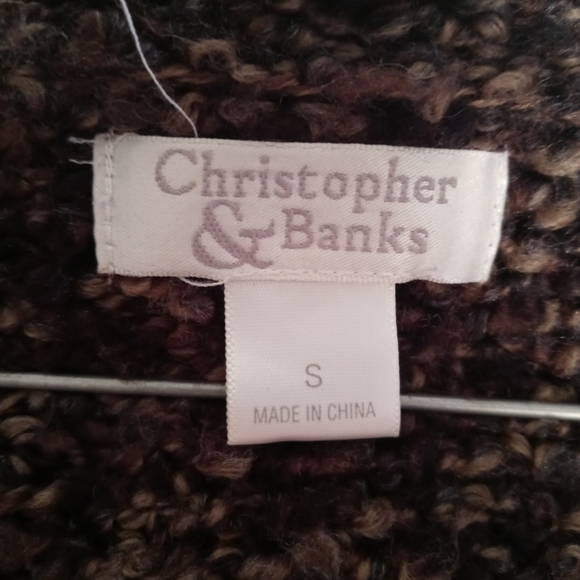 Christopher
& Banks
S
MADE IN CHINA